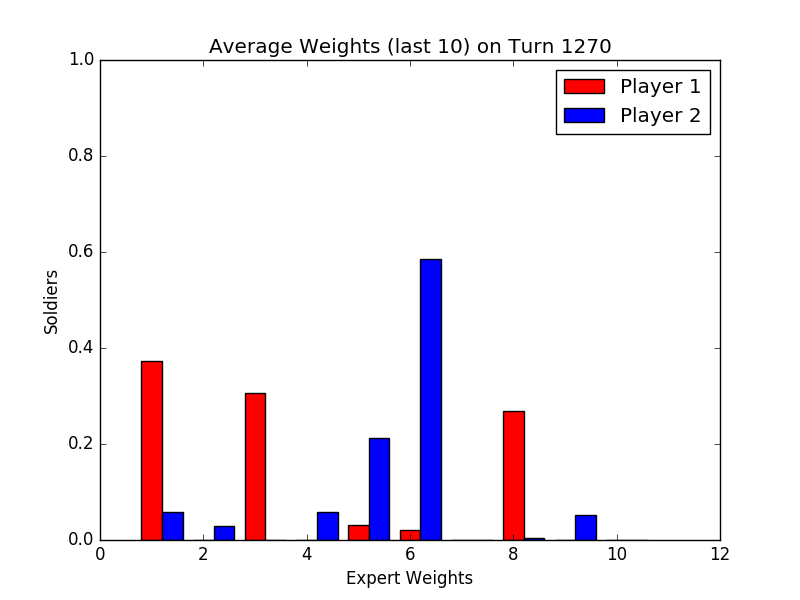 Average Weights (last 10) on Turn 1270
Player 1
Player 2
1.0
0.8
0.6
0.4
0.2
0.0
Soldiers
0 2 4 6 8 10 12
Expert Weights